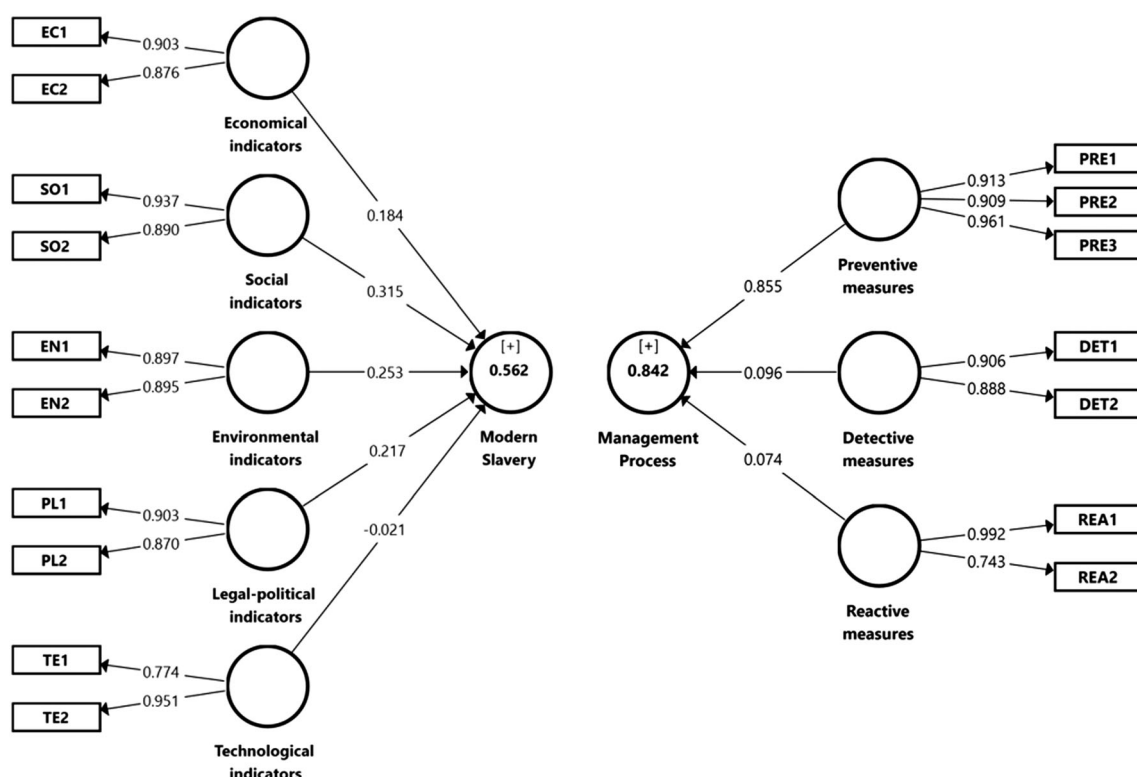 EC1
0.903
EC2
0.876
Economical
indicators
0.184
SO1
0.937
SO2
0.890
Social
indicators
0.315
EN1
0.897
EN2
0.895
Environmental
indicators
0.253
PL1
0.903
PL2
0.870
Legal-political
indicators
0.217
TE1
0.774
TE2
0.951
Technological
indicators
-0.021
[+]
0.562
Modern
Slavery
[+]
0.842
Management
Process
PRE1
0.913
PRE2
0.909
PRE3
0.961
Preventive
measures
0.855
DET1
0.906
DET2
0.888
Detective
measures
0.096
REA1
0.992
REA2
0.743
Reactive
measures
0.074